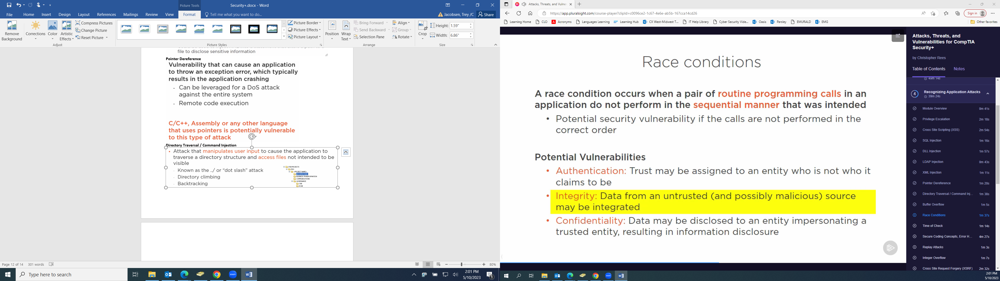 Picture Tools
Security+.docx - Word
File
Home
Insert
Design
Layout
References
Mailings
Review
View
Format
Tell me what you want to do...
Jacobsen, Trey /C
Share
Remove
Background
Corrections
Color
Artistic
Effects
Compress Pictures
Change Picture
Reset Picture
Adjust
Picture Styles
Picture Border
Picture Effects
Picture Layout
Position
Wrap
Text
Bring Forward
Send Backward
Selection Pane
Align
Group
Rotate
Arrange
Crop
Height: 1.59"
Width: 6.86"
Size
file to disclose sensitive information
Pointer Dereference
Vulnerability that can cause an application
to throw an exception error, which typically
results in the application crashing
- Can be leveraged for a DoS attack
against the entire system
- Remote code execution
C/C++, Assembly or any other language
that uses pointers is potentially vulnerable
to this type of attack
Directory Traversal / Command Injection
• Attack that manipulates user input to cause the application to
traverse a directory structure and access files not intended to be
visible
- Known as the ../ or “dot slash” attack
- Directory climbing
- Backtracking
ITSB PROJECTS
PDO
<PROJECT NAME>
ARCHITECTURE
BUSINESS TRANSFORMATION
COMMUNICATIONS
GOVERNANCE
CAB
ECAB
Page 12 of 14
301 words
80%
Type here to search
2:01 PM
5/10/2023
1
Attacks, Threats, and Vulner
https://app.pluralsight.com/course-player?clipId=c0096ce2-1c67-4e6e-ab5b-167cca14cd26
Sign in
Learning Home
CLO
Acronyms
Languages Learning
Learning Hub
CX West-Midwest T...
IT Help Library
Cyber Security Vide...
Oasis
Parsley
EMURALD
EMG
Other favorites
Race conditions
A race condition occurs when a pair of routine programming calls in an
application do not perform in the sequential manner that was intended
• Potential security vulnerability if the calls are not performed in the
correct order
Potential Vulnerabilities
• Authentication: Trust may be assigned to an entity who is not who it
claims to be
• Integrity: Data from an untrusted (and possibly malicious) source
may be integrated
• Confidentiality: Data may be disclosed to an entity impersonating a
trusted entity, resulting in information disclosure
Attacks, Threats, and
Vulnerabilities for CompTIA
Security+
by Christopher Rees
Table of Contents
Notes
49m 14s
4
Recognizing Application Attacks
39m 24s
Module Overview 0m 41s
Privilege Escalation 2m 18s
Cross Site Scripting (XSS) 2m 54s
SQL Injection 1m 16s
DLL Injection 1m 57s
LDAP Injection 0m 43s
XML Injection 1m 11s
Pointer Dereference 1m 20s
Directory Traversal / Command Inj... 1m 38s
Buffer Overflow 1m 5s
Race Conditions 1m 37s
Time of Check 1m 14s
Secure Coding Concepts, Error H... 4m 27s
Replay Attacks 1m 3s
Integer Overflow 1m 7s
Cross Site Request Forgery (XSRF) 2m 32s
2:01 PM
5/10/2023